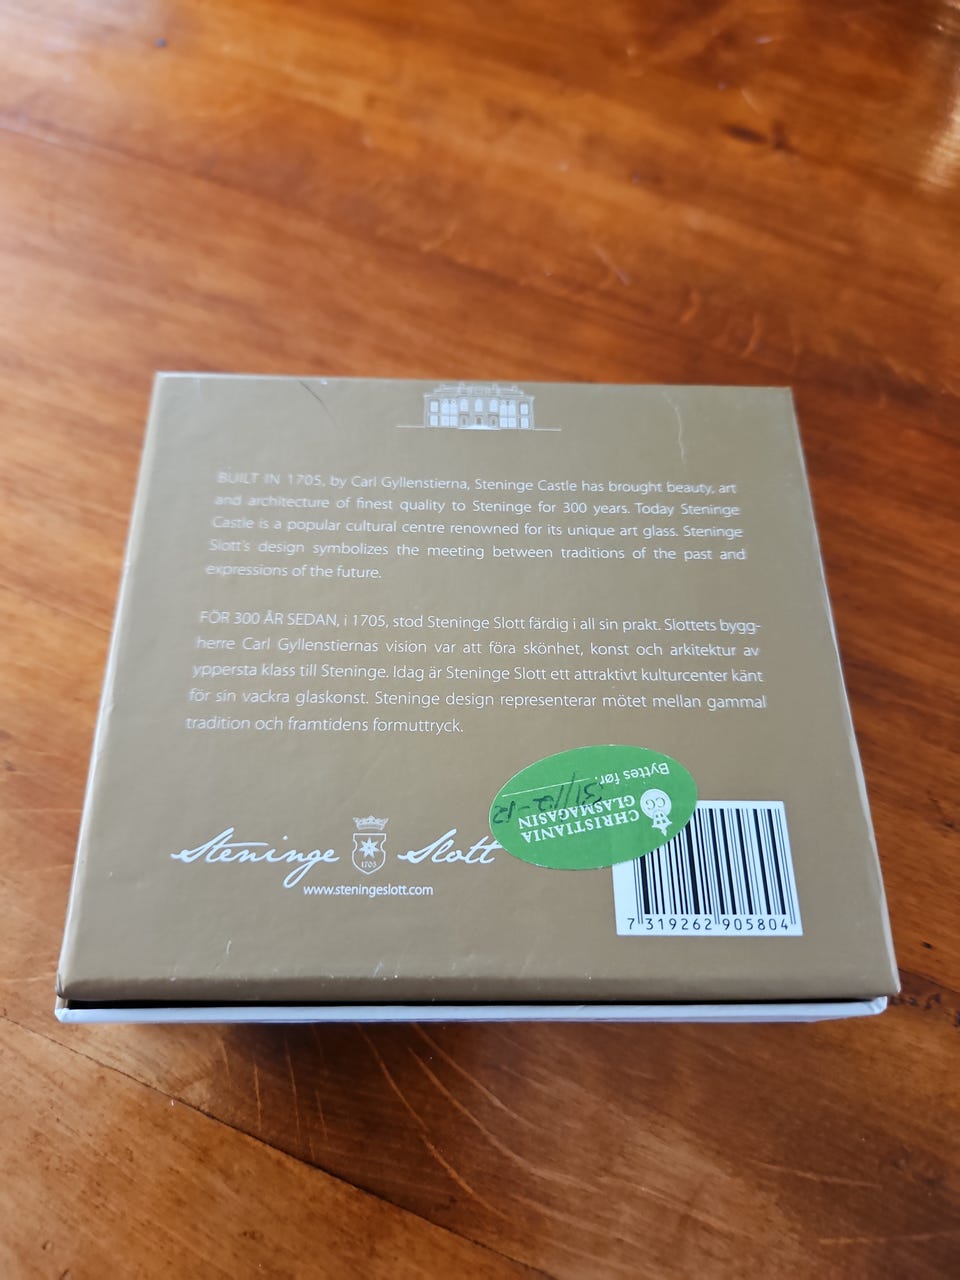 BUILT IN 1705, by Carl Gyllenstierna, Steninge Castle has brought beauty, art
and architecture of finest quality to Steninge for 300 years. Today Steninge
Castle is a popular cultural centre renowned for its unique art glass. Steninge
Slott's design symbolizes the meeting between traditions of the past and
expressions of the future.
FÖR 300 ÅR SEDAN, i 1705, stod Steninge Slott färdig i all sin prakt. Slottets bygg-
herre Carl Gyllenstiernas vision var att föra skönhet, konst och arkitektur av
yppersta klass till Steninge. Idag är Steninge Slott ett attraktivt kulturcenter känt
för sin vackra glaskonst. Steninge design representerar mötet mellan gammal
tradition och framtidens formuttryck.
Steninge Slott
1705
www.steningeslott.com
CG
CHRISTIANIA
GLASMAGASIN
Byttes før: 31/12-12
7 319262 905804